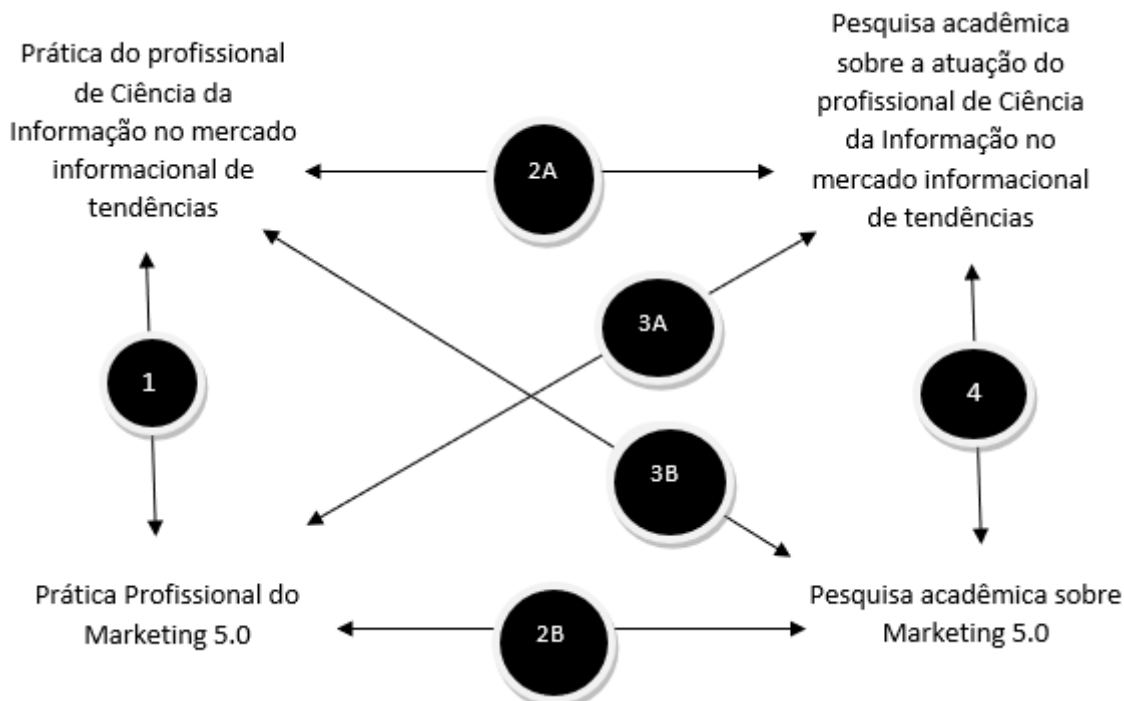 Prática do profissional
de Ciência da
Informação no mercado
informacional de
tendências
Pesquisa acadêmica
sobre a atuação do
profissional de Ciência
da Informação no
mercado informacional
de tendências
2A
3A
1
4
3B
Prática Profissional do
Marketing 5.0
2B
Pesquisa acadêmica sobre
Marketing 5.0